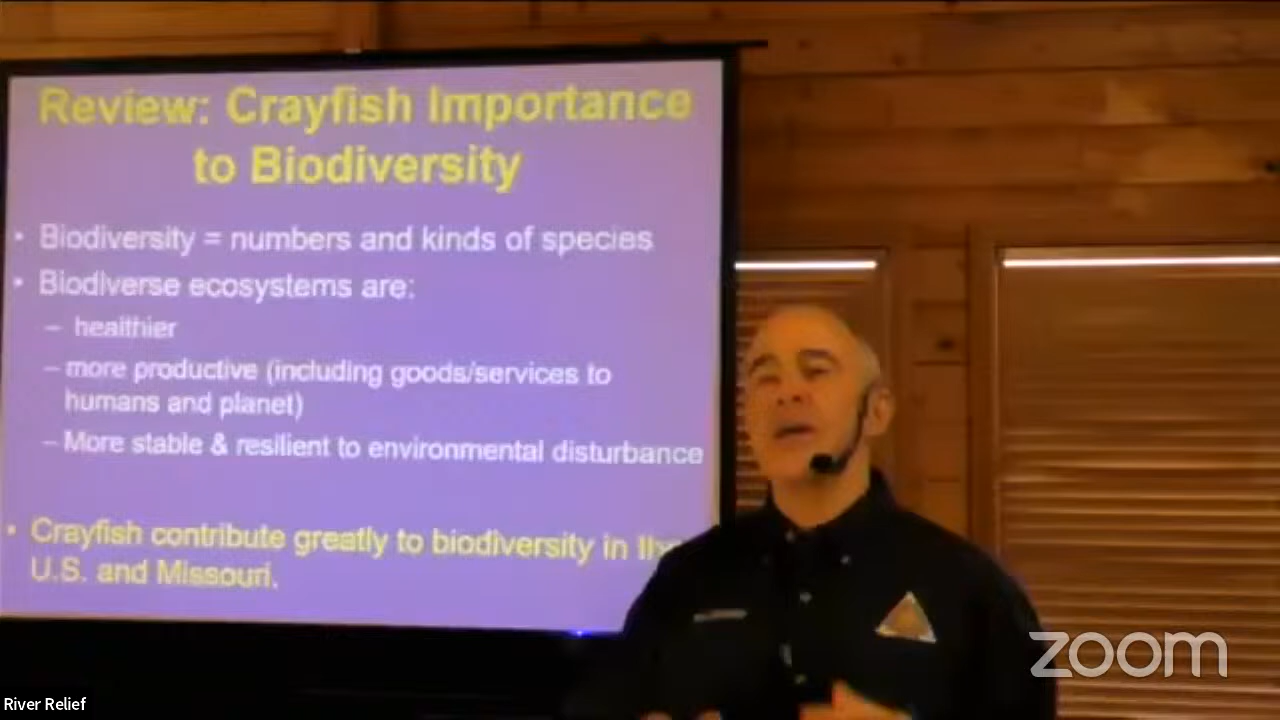 Review: Crayfish Importance
to Biodiversity
• Biodiversity = numbers and kinds of species
• Biodiverse ecosystems are:
– healthier
– more productive (including goods/services to
humans and planet)
– More stable & resilient to environmental disturbance
• Crayfish contribute greatly to biodiversity in the
U.S. and Missouri.
zoom
River Relief